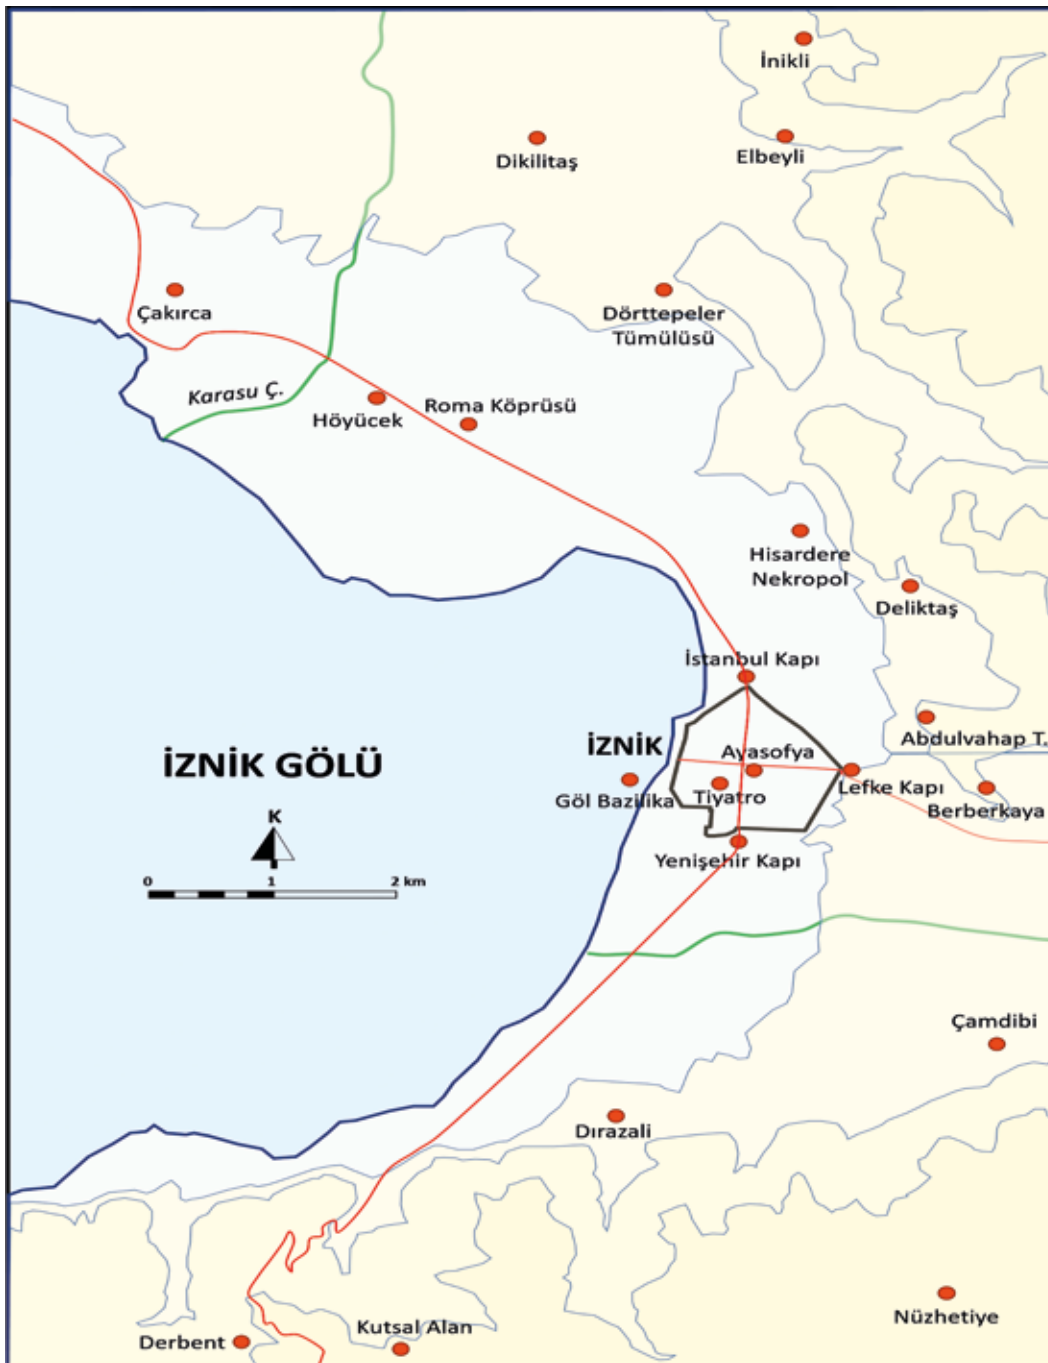 İnikli
Dikilitaş
Elbeyli
Çakırca
Dörttepeler
Tümülüsü
Karasu Ç.
Höyücek
Roma Köprüsü
Hisardere
Nekropol
Deliktaş
İstanbul Kapı
Abdulvahap T.
İZNİK
Ayasofya
İZNİK GÖLÜ
Göl Bazilika
Tiyatro
Lefke Kapı
Berberkaya
K
Yenişehir Kapı
0 1 2 km
Çamdibi
Dırazali
Nüzhetiye
Kutsal Alan
Derbent